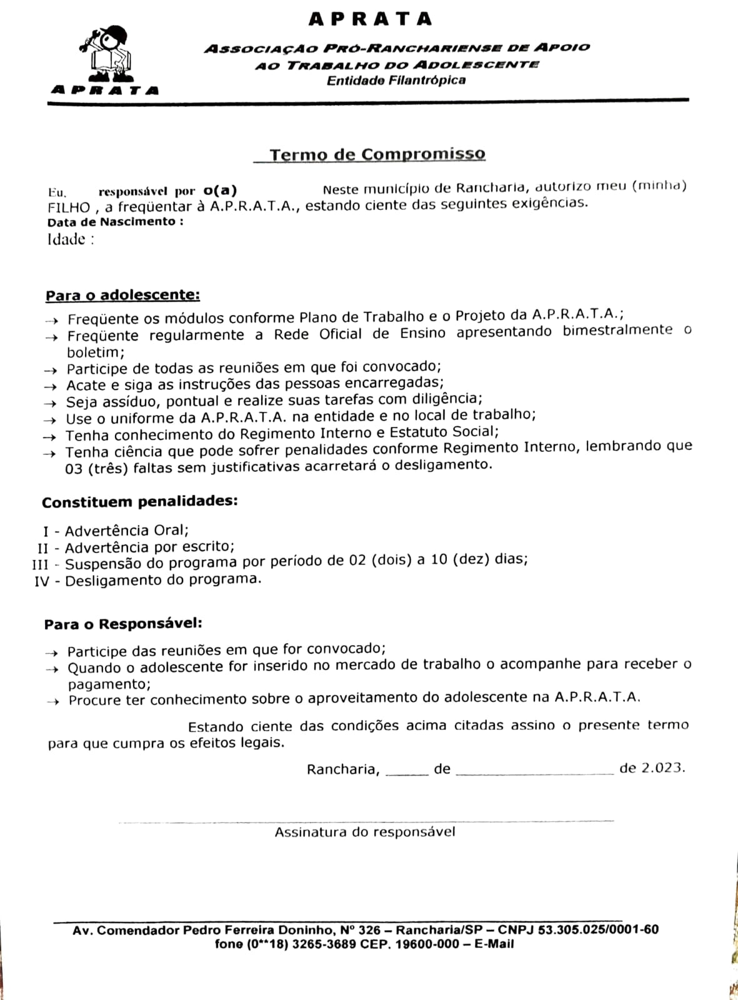 APRATA
ASSOCIAÇÃO PRÓ-RANCHARIENSE DE APOIO
AO TRABALHO DO ADOLESCENTE
Entidade Filantrópica
APRATA
Termo de Compromisso
Eu, responsável por o(a) Neste município de Rancharia, autorizo meu (minha)
FILHO , a freqüentar à A.P.R.A.T.A., estando ciente das seguintes exigências.
Data de Nascimento :
Idade :
Para o adolescente:
→ Freqüente os módulos conforme Plano de Trabalho e o Projeto da A.P.R.A.T.A.;
→ Freqüente regularmente a Rede Oficial de Ensino apresentando bimestralmente o
boletim;
→ Participe de todas as reuniões em que foi convocado;
→ Acate e siga as instruções das pessoas encarregadas;
→ Seja assíduo, pontual e realize suas tarefas com diligência;
→ Use o uniforme da A.P.R.A.T.A. na entidade e no local de trabalho;
→ Tenha conhecimento do Regimento Interno e Estatuto Social;
→ Tenha ciência que pode sofrer penalidades conforme Regimento Interno, lembrando que
03 (três) faltas sem justificativas acarretará o desligamento.
Constituem penalidades:
I - Advertência Oral;
II - Advertência por escrito;
III - Suspensão do programa por período de 02 (dois) a 10 (dez) dias;
IV - Desligamento do programa.
Para o Responsável:
→ Participe das reuniões em que for convocado;
→ Quando o adolescente for inserido no mercado de trabalho o acompanhe para receber o
pagamento;
→ Procure ter conhecimento sobre o aproveitamento do adolescente na A.P.R.A.T.A.
Estando ciente das condições acima citadas assino o presente termo
para que cumpra os efeitos legais.
Rancharia, ______ de ______________________ de 2.023.
Assinatura do responsável
Av. Comendador Pedro Ferreira Doninho, Nº 326 – Rancharia/SP – CNPJ 53.305.025/0001-60
fone (0**18) 3265-3689 CEP. 19600-000 – E-Mail